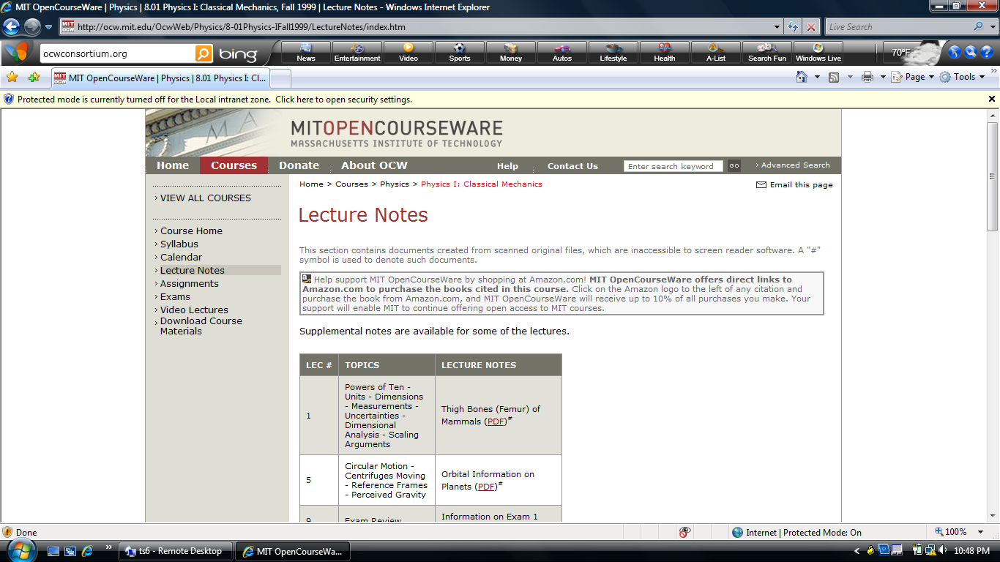 MIT OpenCourseWare | Physics | 8.01 Physics I: Classical Mechanics, Fall 1999 | Lecture Notes - Windows Internet Explorer
MIT OCW http://ocw.mit.edu/OcwWeb/Physics/8-01Physics-IFall1999/LectureNotes/index.htm Live Search
ocwconsortium.org bing News Entertainment Video Sports Money Autos Lifestyle Health A-List Search Fun Windows Live 70°F
MIT OCW MIT OpenCourseWare | Physics | 8.01 Physics I: Cl... Page Tools
Protected mode is currently turned off for the Local intranet zone. Click here to open security settings.
MITOPENCOURSEWARE
MASSACHUSETTS INSTITUTE OF TECHNOLOGY
Home Courses Donate About OCW Help Contact Us Enter search keyword GO › Advanced Search
Home > Courses > Physics > Physics I: Classical Mechanics Email this page
› VIEW ALL COURSES
› Course Home
› Syllabus
› Calendar
› Lecture Notes
› Assignments
› Exams
› Video Lectures
› Download Course
Materials
Lecture Notes
This section contains documents created from scanned original files, which are inaccessible to screen reader software. A "#"
symbol is used to denote such documents.
a Help support MIT OpenCourseWare by shopping at Amazon.com! MIT OpenCourseWare offers direct links to
Amazon.com to purchase the books cited in this course. Click on the Amazon logo to the left of any citation and
purchase the book from Amazon.com, and MIT OpenCourseWare will receive up to 10% of all purchases you make. Your
support will enable MIT to continue offering open access to MIT courses.
Supplemental notes are available for some of the lectures.
LEC # TOPICS LECTURE NOTES
1
Powers of Ten -
Units - Dimensions
- Measurements -
Uncertainties -
Dimensional
Analysis - Scaling
Arguments
Thigh Bones (Femur) of
Mammals (PDF)#
5
Circular Motion -
Centrifuges Moving
- Reference Frames
- Perceived Gravity
Orbital Information on
Planets (PDF)#
9
Exam Review
Information on Exam 1
Done Internet | Protected Mode: On 100%
ts6 - Remote Desktop MIT OpenCourseWa... 10:48 PM